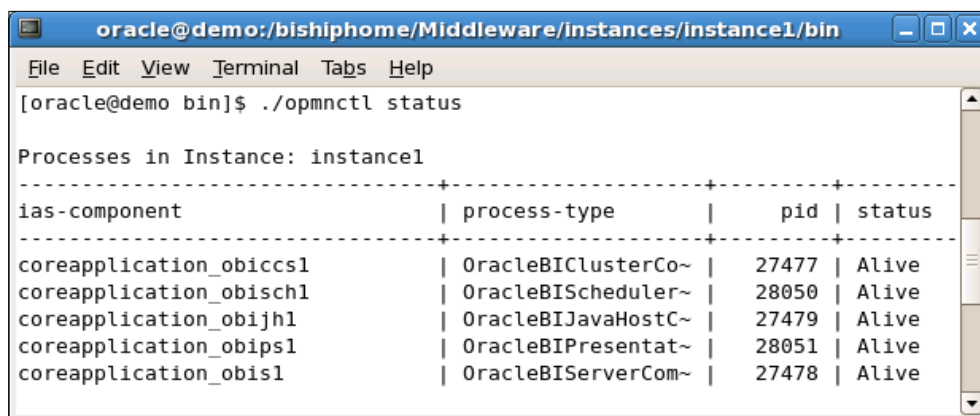 oracle@demo:/bishiphome/Middleware/instances/instance1/bin
File Edit View Terminal Tabs Help
[oracle@demo bin]$ ./opmnctl status
Processes in Instance: instance1
---------------------------------+--------------------+---------+---------
ias-component                    | process-type       |     pid | status
---------------------------------+--------------------+---------+---------
coreapplication_obiccs1          | OracleBIClusterCo~ |   27477 | Alive
coreapplication_obisch1          | OracleBIScheduler~ |   28050 | Alive
coreapplication_obijh1           | OracleBIJavaHostC~ |   27479 | Alive
coreapplication_obips1           | OracleBIPresentat~ |   28051 | Alive
coreapplication_obis1            | OracleBIServerCom~ |   27478 | Alive